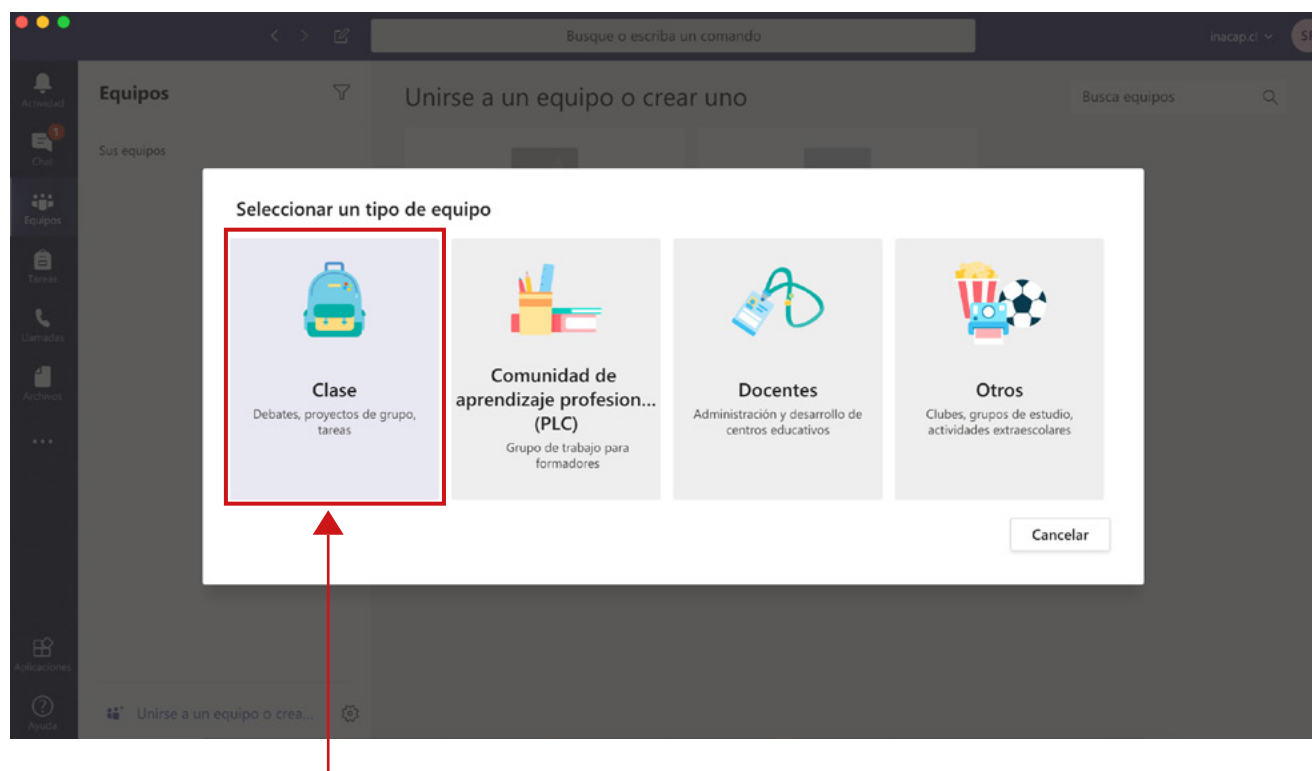 Busque o escriba un comando
inacap.cl
Actividad
Equipos
Unirse a un equipo o crear uno
Busca equipos
1
Chat
Sus equipos
Equipos
Tareas
Llamadas
Archivos
Seleccionar un tipo de equipo
Clase
Debates, proyectos de grupo,
tareas
Comunidad de
aprendizaje profesion...
(PLC)
Grupo de trabajo para
formadores
Docentes
Administración y desarrollo de
centros educativos
Otros
Clubes, grupos de estudio,
actividades extraescolares
Cancelar
Aplicaciones
Ayuda
Unirse a un equipo o crea...